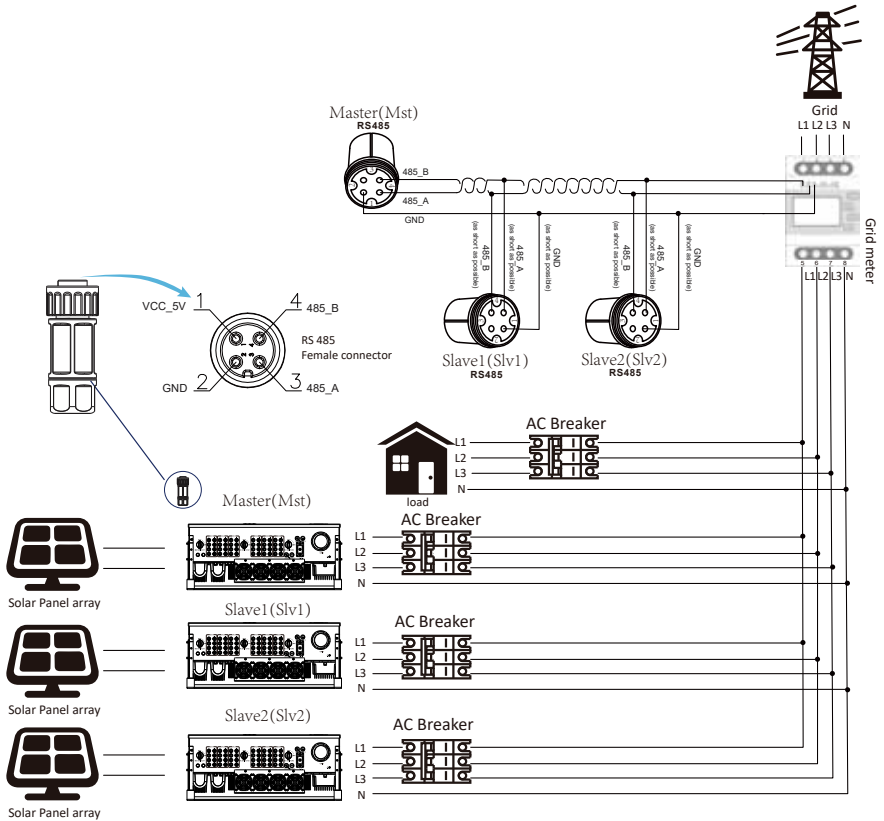 Grid
L1 L2 L3 N
Master(Mst)
RS485
485_B
485_A
GND
Grid meter
5 6 7 8
L1 L2 L3 N
485_B
(as short as possible)
485_A
(as short as possible)
GND
(as short as possible)
485_B
(as short as possible)
485_A
(as short as possible)
GND
(as short as possible)
Slave1(Slv1)
RS485
Slave2(Slv2)
RS485
VCC_5V
1
4
485_B
RS 485
Female connector
GND
2
3
485_A
AC Breaker
L1
L2
L3
N
load
Master(Mst)
AC Breaker
L1
L2
L3
N
Solar Panel array
Slave1(Slv1)
AC Breaker
L1
L2
L3
N
Solar Panel array
Slave2(Slv2)
AC Breaker
L1
L2
L3
N
Solar Panel array